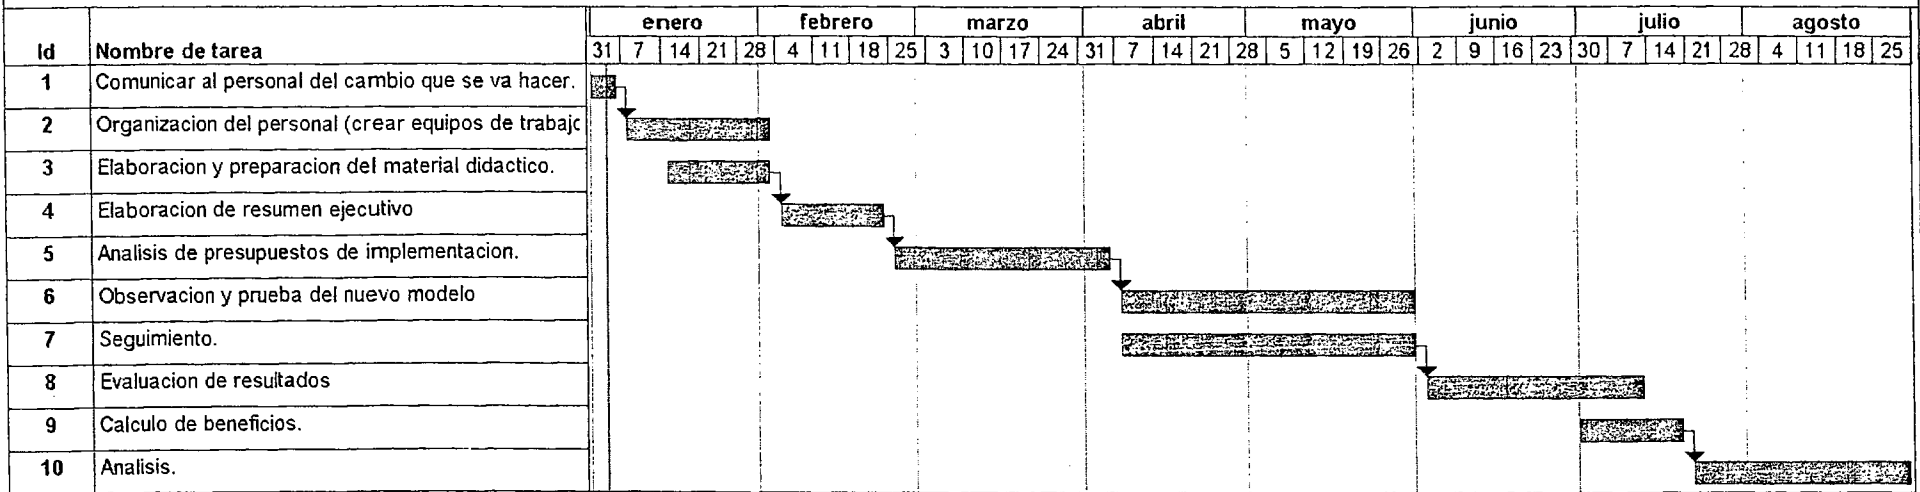 enero febrero marzo abril mayo junio julio agosto
Id Nombre de tarea 31 7 14 21 28 4 11 18 25 3 10 17 24 31 7 14 21 28 5 12 19 26 2 9 16 23 30 7 14 21 28 4 11 18 25
1 Comunicar al personal del cambio que se va hacer.
2 Organizacion del personal (crear equipos de trabajo
3 Elaboracion y preparacion del material didactico.
4 Elaboracion de resumen ejecutivo
5 Analisis de presupuestos de implementacion.
6 Observacion y prueba del nuevo modelo
7 Seguimiento.
8 Evaluacion de resultados
9 Calculo de beneficios.
10 Analisis.